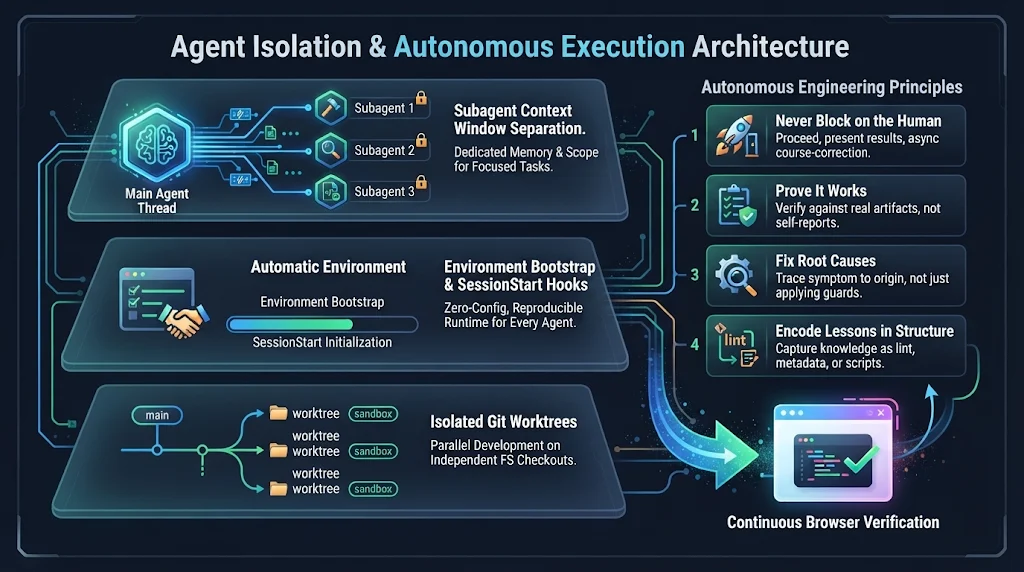 Agent Isolation & Autonomous Execution Architecture
Main Agent
Thread
Subagent 1
Subagent 2
Subagent 3
Subagent Context
Window Separation.
Dedicated Memory & Scope
for Focused Tasks.
Automatic Environment
Environment Bootstrap
SessionStart Initialization
Environment Bootstrap
& SessionStart Hooks
Zero-Config, Reproducible
Runtime for Every Agent.
main
worktree
sandbox
worktree
worktree
sandbox
worktree
worktree
sandbox
Isolated Git Worktrees
Parallel Development on
Independent FS Checkouts.
Autonomous Engineering Principles
1
Never Block on the Human
Proceed, present results, async
course-correction.
2
Prove It Works
Verify against real artifacts, not
self-reports.
3
Fix Root Causes
Trace symptom to origin, not just
applying guards.
4
lint
Encode Lessons in Structure
Capture knowledge as lint,
metadata, or scripts.
Continuous Browser Verification